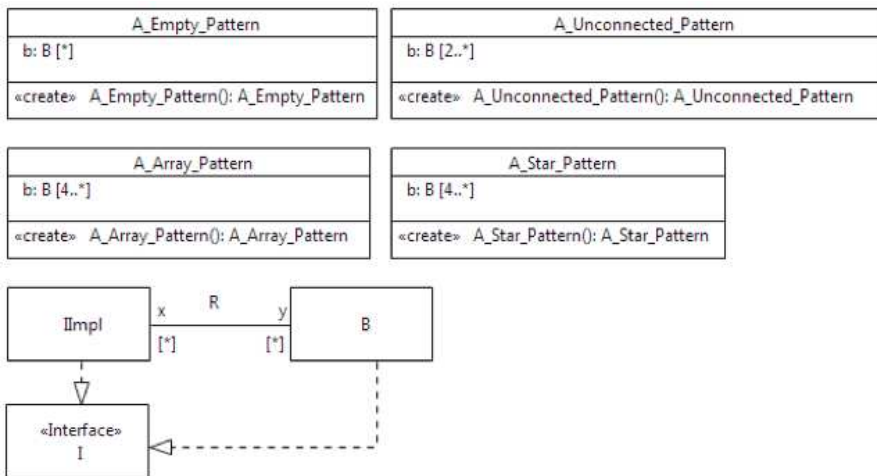 A_Empty_Pattern
b: B [*]
«create» A_Empty_Pattern(): A_Empty_Pattern
A_Unconnected_Pattern
b: B [2..*]
«create» A_Unconnected_Pattern(): A_Unconnected_Pattern
A_Array_Pattern
b: B [4..*]
«create» A_Array_Pattern(): A_Array_Pattern
A_Star_Pattern
b: B [4..*]
«create» A_Star_Pattern(): A_Star_Pattern
IImpl
x R y
[*] [*]
B
«Interface»
I